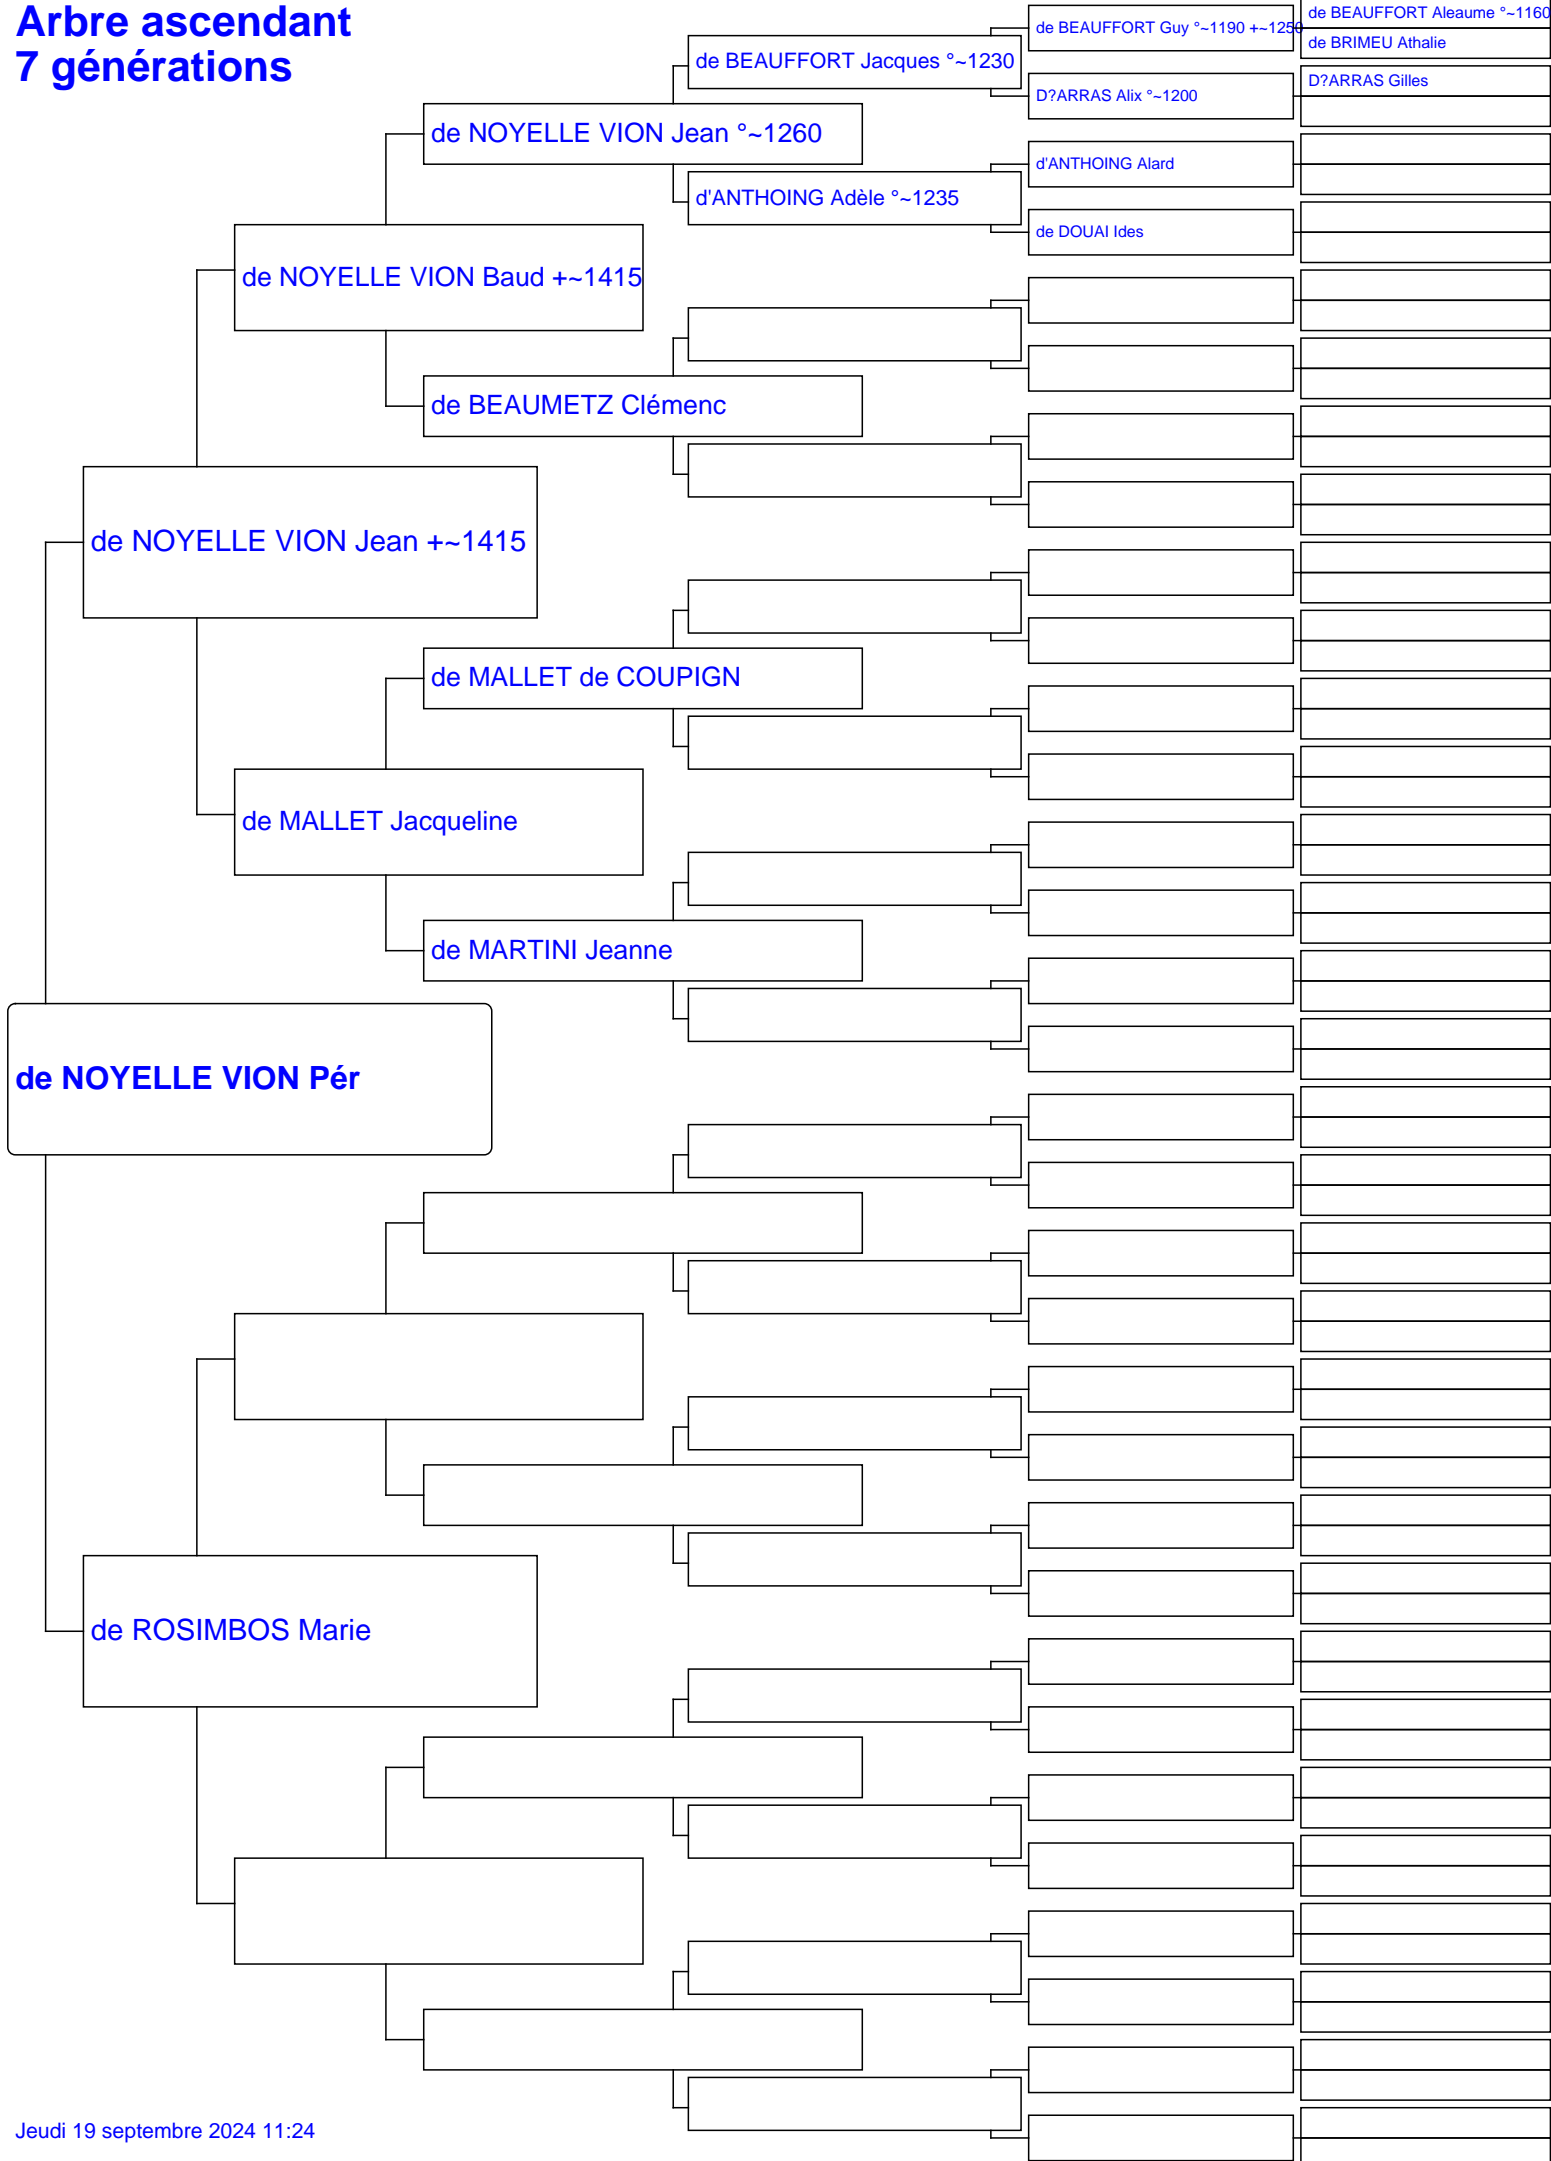 Arbre ascendant
7 générations
de BEAUFFORT Aleaume °~1160
de BEAUFFORT Guy °~1190 +~1250
de BRIMEU Athalie
de BEAUFFORT Jacques °~1230
D?ARRAS Gilles
D?ARRAS Alix °~1200
de NOYELLE VION Jean °~1260
d'ANTHOING Alard
d'ANTHOING Adèle °~1235
de DOUAI Ides
de NOYELLE VION Baud +~1415
de BEAUMETZ Clémenc
de NOYELLE VION Jean +~1415
de MALLET de COUPIGN
de MALLET Jacqueline
de MARTINI Jeanne
de NOYELLE VION Pér
de ROSIMBOS Marie
Jeudi 19 septembre 2024 11:24